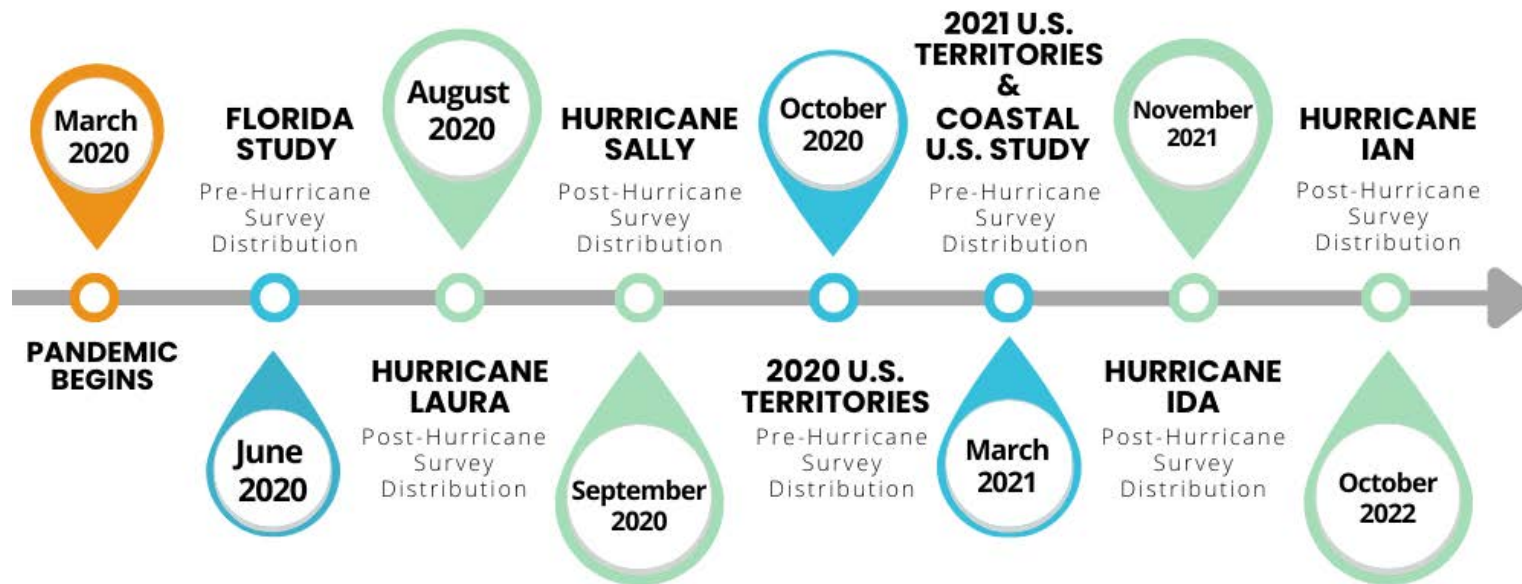 March
2020
PANDEMIC
BEGINS
FLORIDA
STUDY
Pre-Hurricane
Survey
Distribution
June
2020
August
2020
HURRICANE
LAURA
Post-Hurricane
Survey
Distribution
HURRICANE
SALLY
Post-Hurricane
Survey
Distribution
September
2020
October
2020
2020 U.S.
TERRITORIES
Pre-Hurricane
Survey
Distribution
2021 U.S.
TERRITORIES
&
COASTAL
U.S. STUDY
Pre-Hurricane
Survey
Distribution
March
2021
November
2021
HURRICANE
IDA
Post-Hurricane
Survey
Distribution
HURRICANE
IAN
Post-Hurricane
Survey
Distribution
October
2022